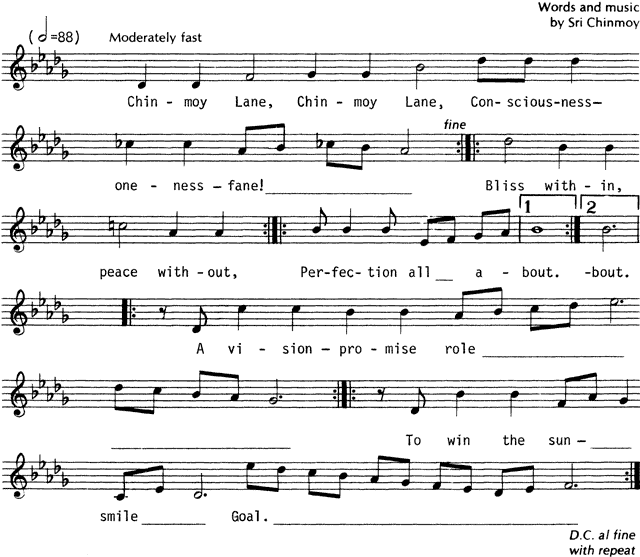 Words and music
by Sri Chinmoy
(𝅗𝅥=88) Moderately fast
Chin - moy Lane, Chin - moy Lane, Con-scious-ness—
fine
one - ness - fane!
Bliss with - in,
1 2
peace with - out, Per-fec - tion all a - bout. -bout.
A vi - sion - pro - mise role
To win the sun-
smile Goal.
D.C. al fine
with repeat